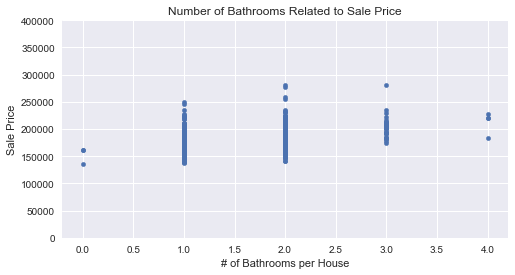 Number of Bathrooms Related to Sale Price
400000
350000
300000
250000
200000
150000
100000
50000
0
Sale Price
0.0 0.5 1.0 1.5 2.0 2.5 3.0 3.5 4.0
# of Bathrooms per House